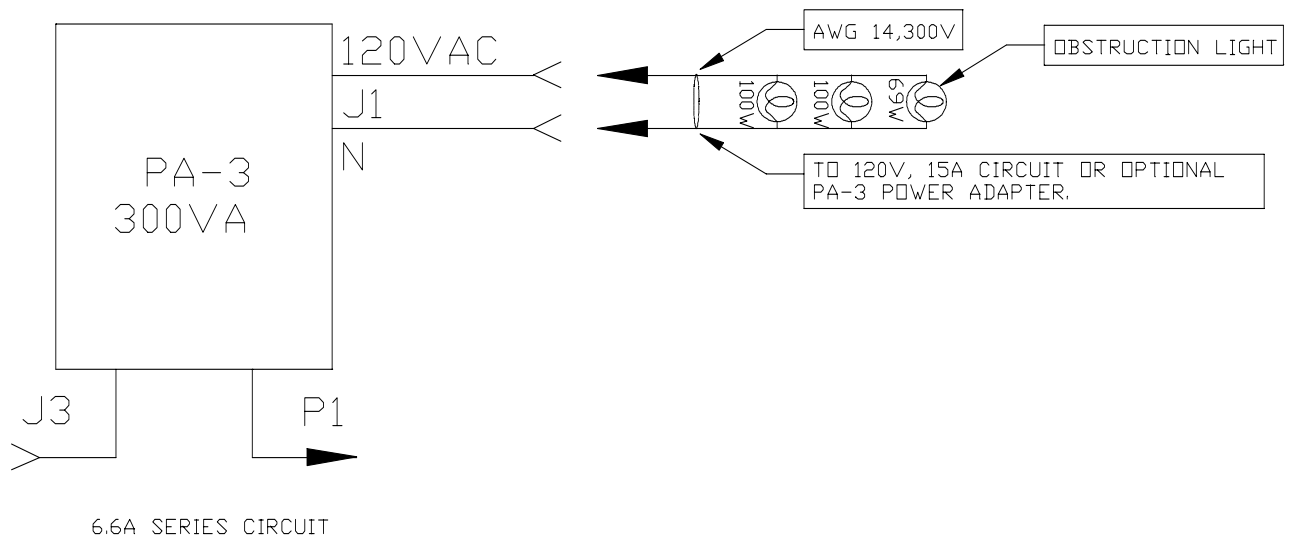 120VAC
J1
N
PA-3
300VA
J3
P1
6.6A SERIES CIRCUIT
AWG 14,300V
OBSTRUCTION LIGHT
100W
100W
69W
TO 120V, 15A CIRCUIT OR OPTIONAL
PA-3 POWER ADAPTER.